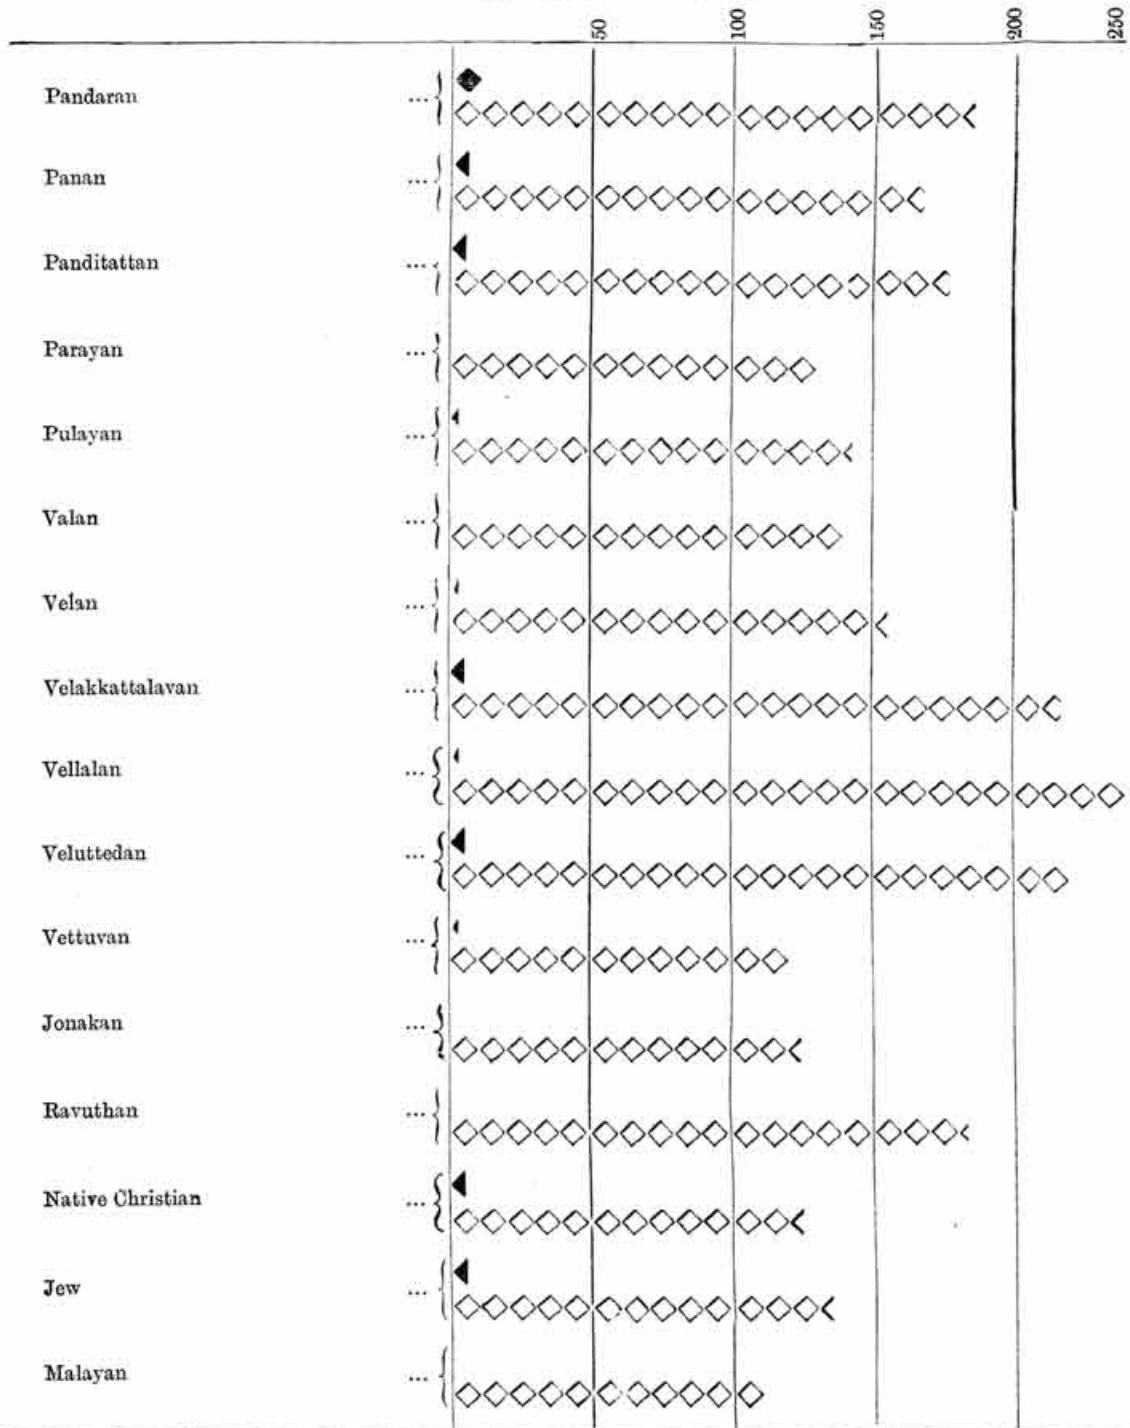 50 100 150 200 250
Pandaran ...
Panan ...
Panditattan ...
Parayan ...
Pulayan ...
Valan ...
Velan ...
Velakkattalavan ...
Vellalan ...
Veluttedan ...
Vettuvan ...
Jonakan ...
Ravuthan ...
Native Christian ...
Jew ...
Malayan ...